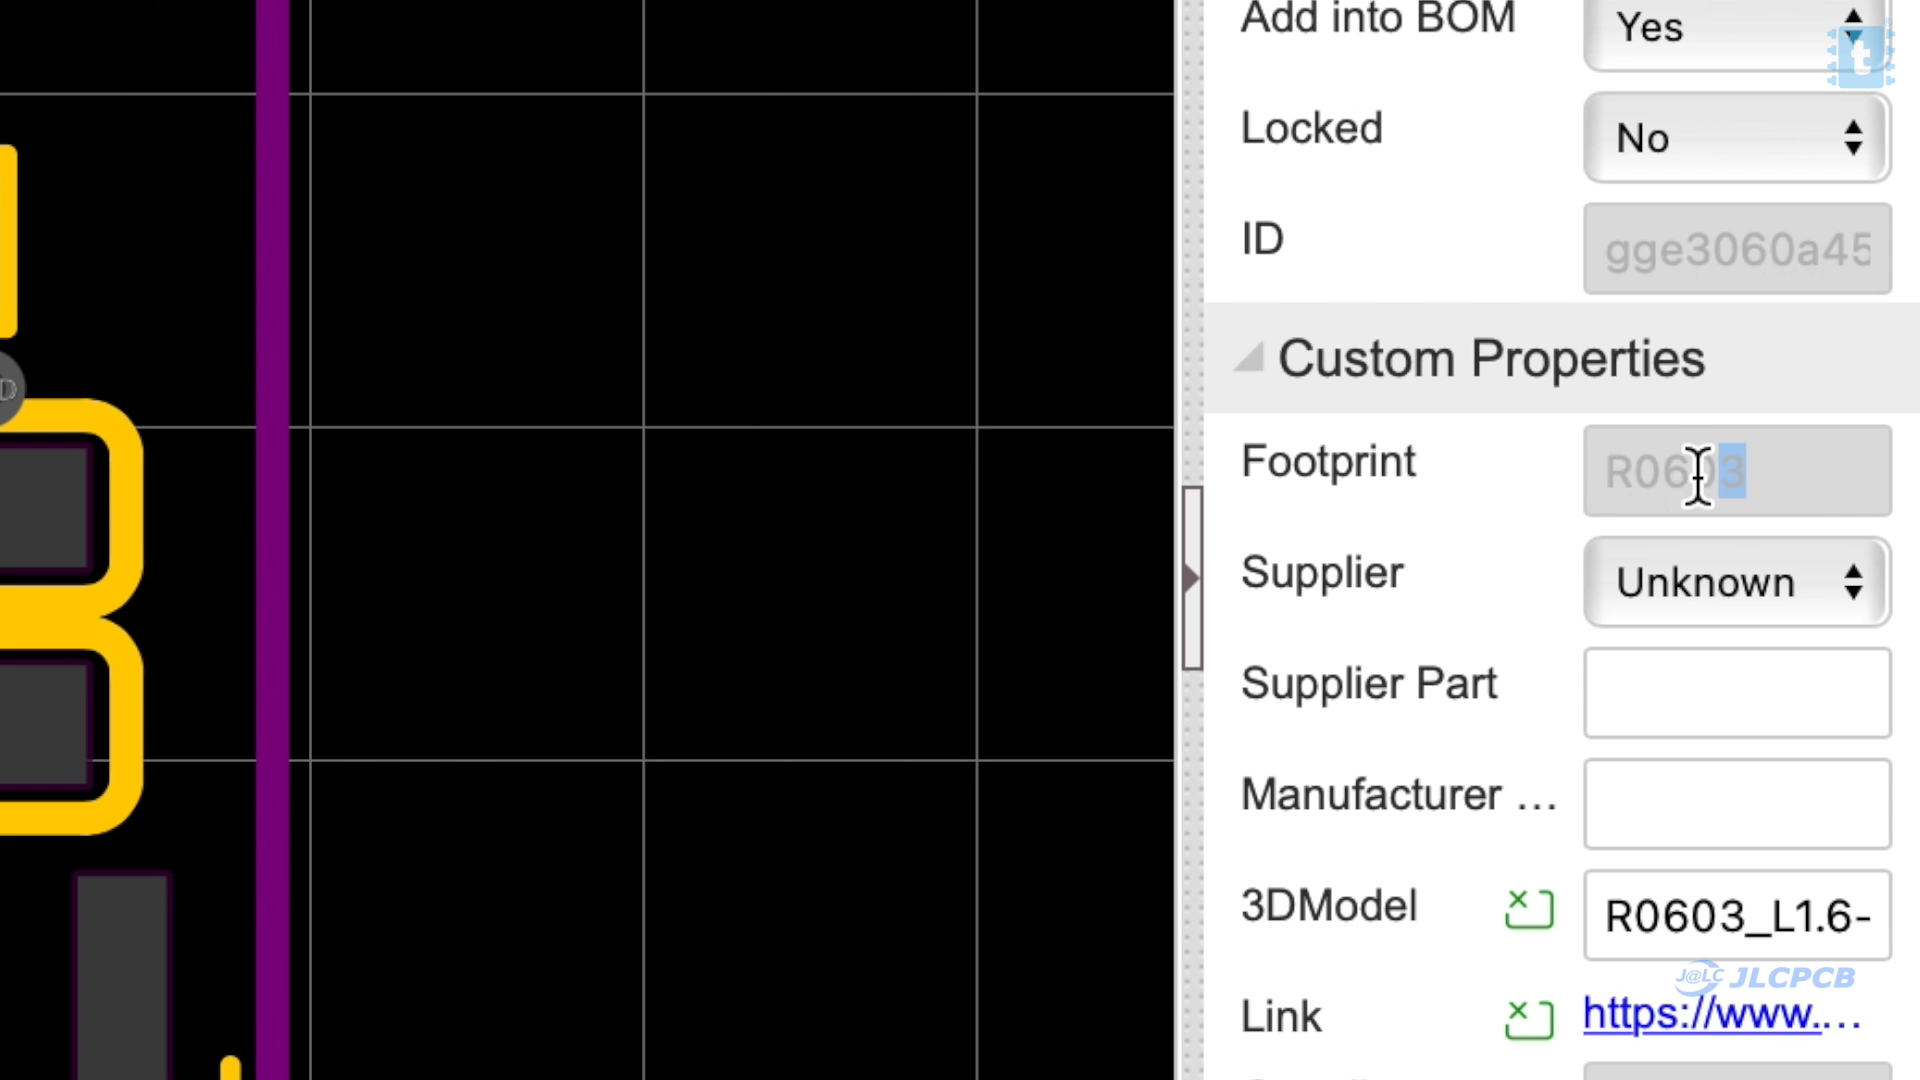 Add into BOM
Yes
t
Locked
No
ID
gge3060a45
Custom Properties
D
Footprint
R0603
Supplier
Unknown
Supplier Part
Manufacturer ...
3DModel
R0603_L1.6-
J@LC JLCPCB
Link
https://www....